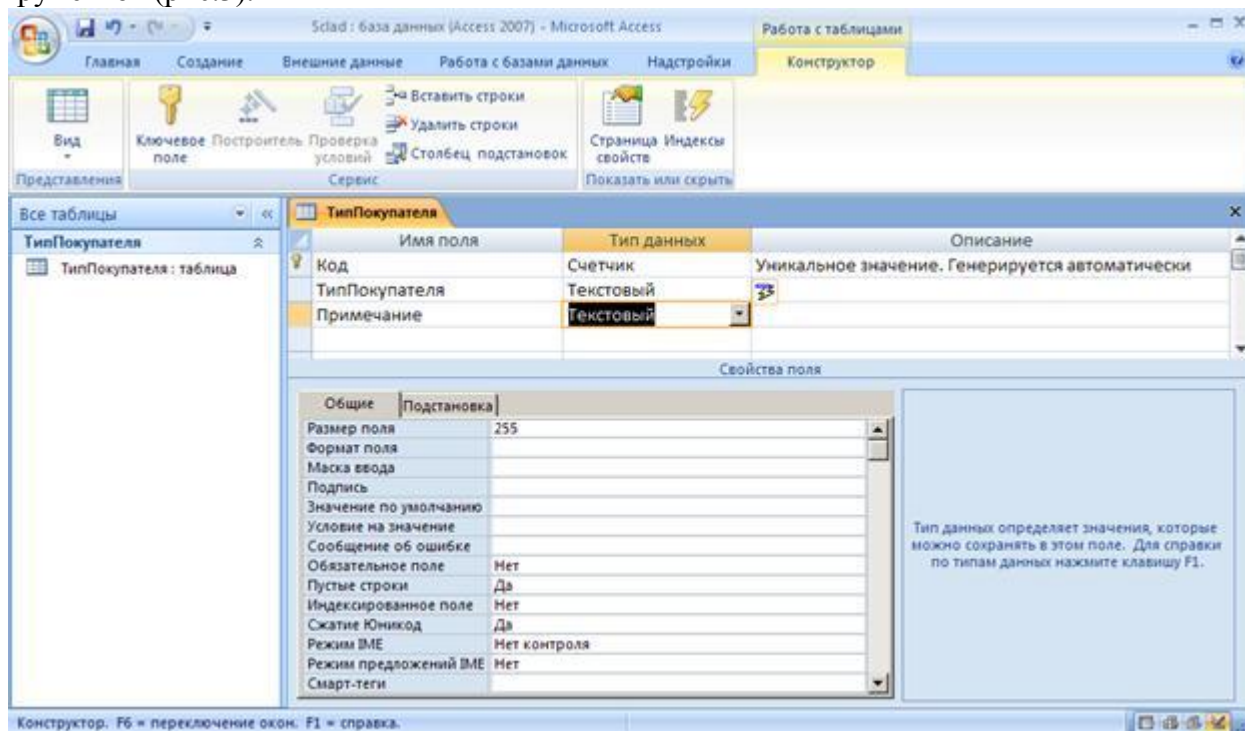 Sclad : база данных (Access 2007) - Microsoft Access
Работа с таблицами
Главная Создание Внешние данные Работа с базами данных Надстройки Конструктор
Вид
Ключевое поле
Построитель
Проверка условий
Вставить строки
Удалить строки
Столбец подстановок
Страница свойств
Индексы
Представления
Сервис
Показать или скрыть
Все таблицы
ТипПокупателя
ТипПокупателя : таблица
ТипПокупателя
Имя поля Тип данных Описание
Код Счетчик Уникальное значение. Генерируется автоматически
ТипПокупателя Текстовый
Примечание Текстовый
Свойства поля
Общие Подстановка
Размер поля 255
Формат поля
Маска ввода
Подпись
Значение по умолчанию
Условие на значение
Сообщение об ошибке
Обязательное поле Нет
Пустые строки Да
Индексированное поле Нет
Сжатие Юникод Да
Режим IME Нет контроля
Режим предложений IME Нет
Смарт-теги
Тип данных определяет значения, которые
можно сохранять в этом поле. Для справки
по типам данных нажмите клавишу F1.
Конструктор. F6 = переключение окон. F1 = справка.